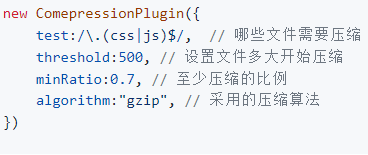 new ComepressionPlugin({
test:/\.(css|js)$/, // 哪些文件需要压缩
threshold:500, // 设置文件多大开始压缩
minRatio:0.7, // 至少压缩的比例
algorithm:"gzip", // 采用的压缩算法
})